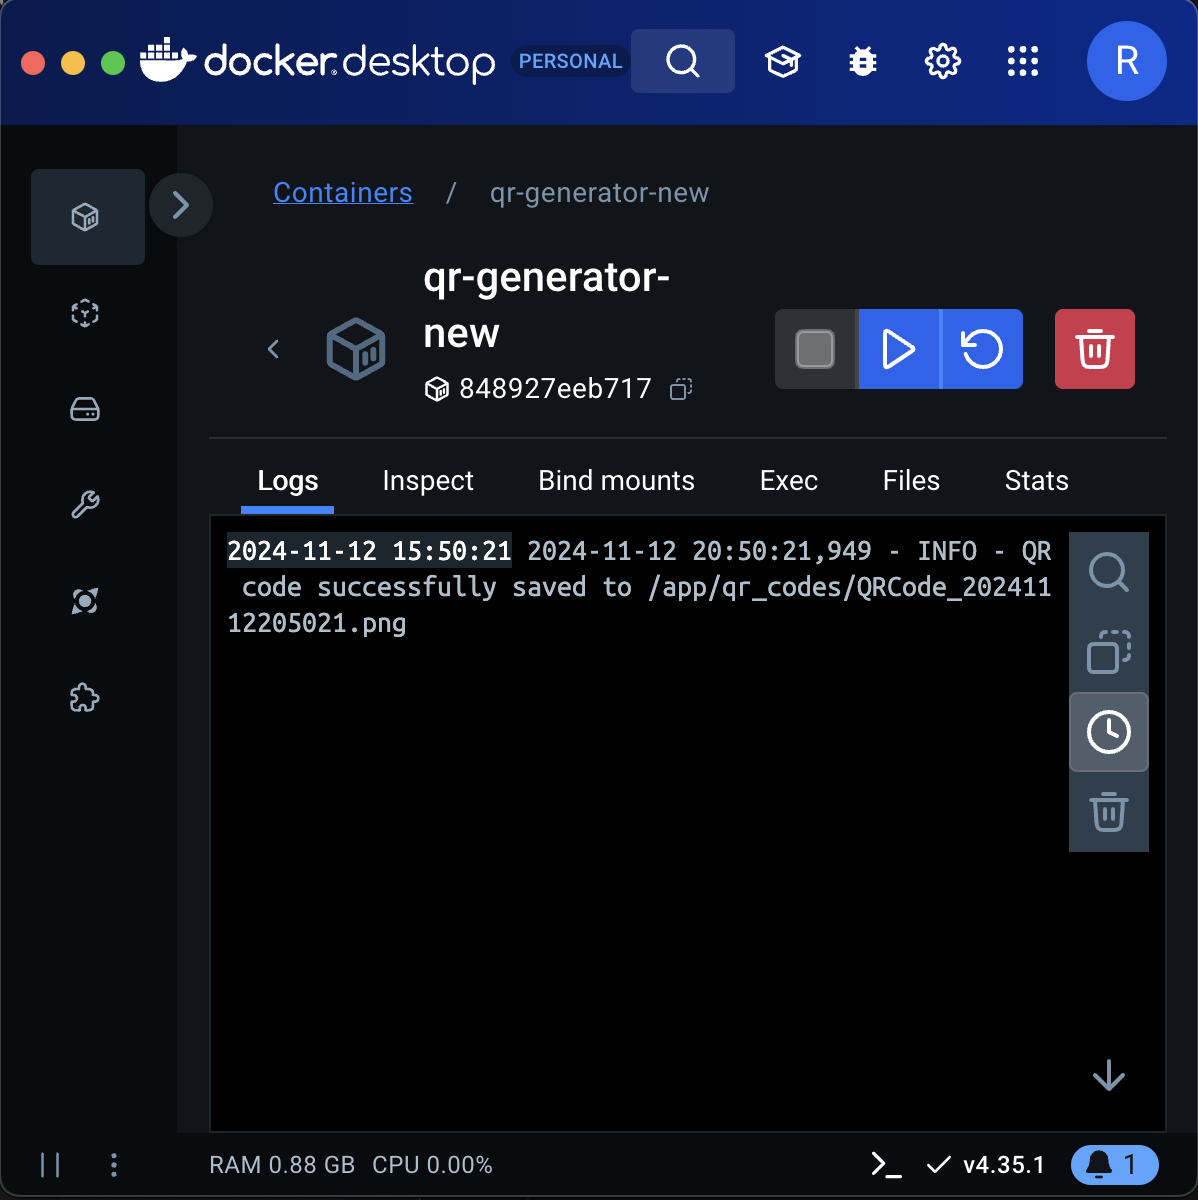 docker.desktop PERSONAL R
Containers / qr-generator-new
qr-generator-
new
848927eeb717
Logs Inspect Bind mounts Exec Files Stats
2024-11-12 15:50:21 2024-11-12 20:50:21,949 - INFO - QR
code successfully saved to /app/qr_codes/QRCode_202411
12205021.png
RAM 0.88 GB CPU 0.00% v4.35.1 1